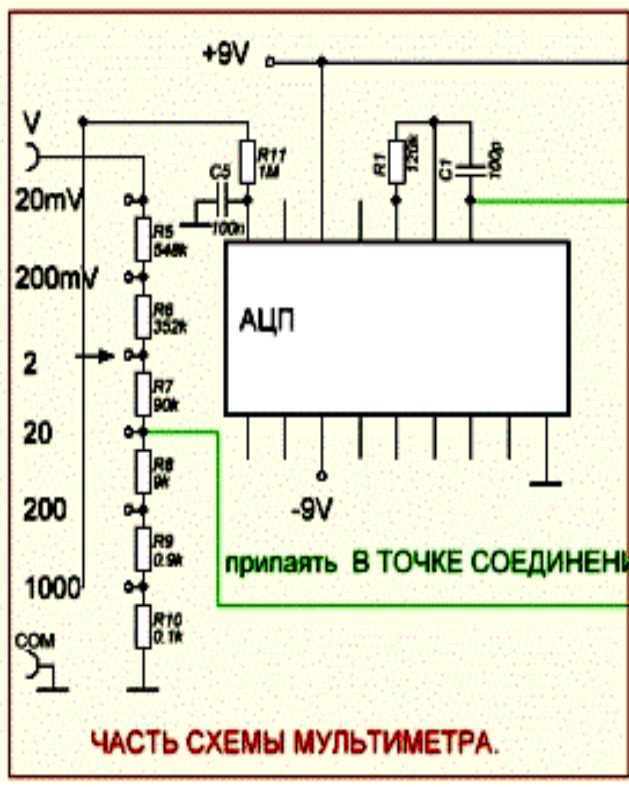 +9V
V
R11
1M
C5
100n
R1
120k
C1
100p
20mV
R5
548k
200mV
R6
352k
АЦП
2
R7
90k
20
R8
9k
200
-9V
R9
0.9k
припаять В ТОЧКЕ СОЕДИНЕНИ
1000
R10
0.1k
COM
ЧАСТЬ СХЕМЫ МУЛЬТИМЕТРА.